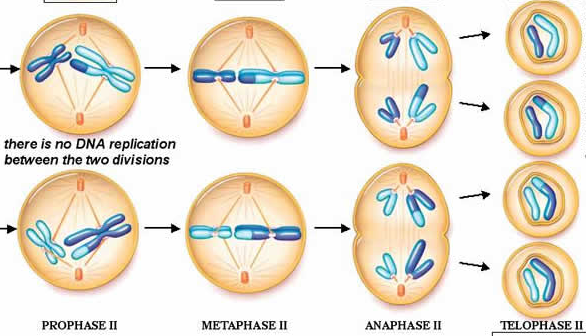 there is no DNA replication
between the two divisions
PROPHASE II
METAPHASE II
ANAPHASE II
TELOPHASE II